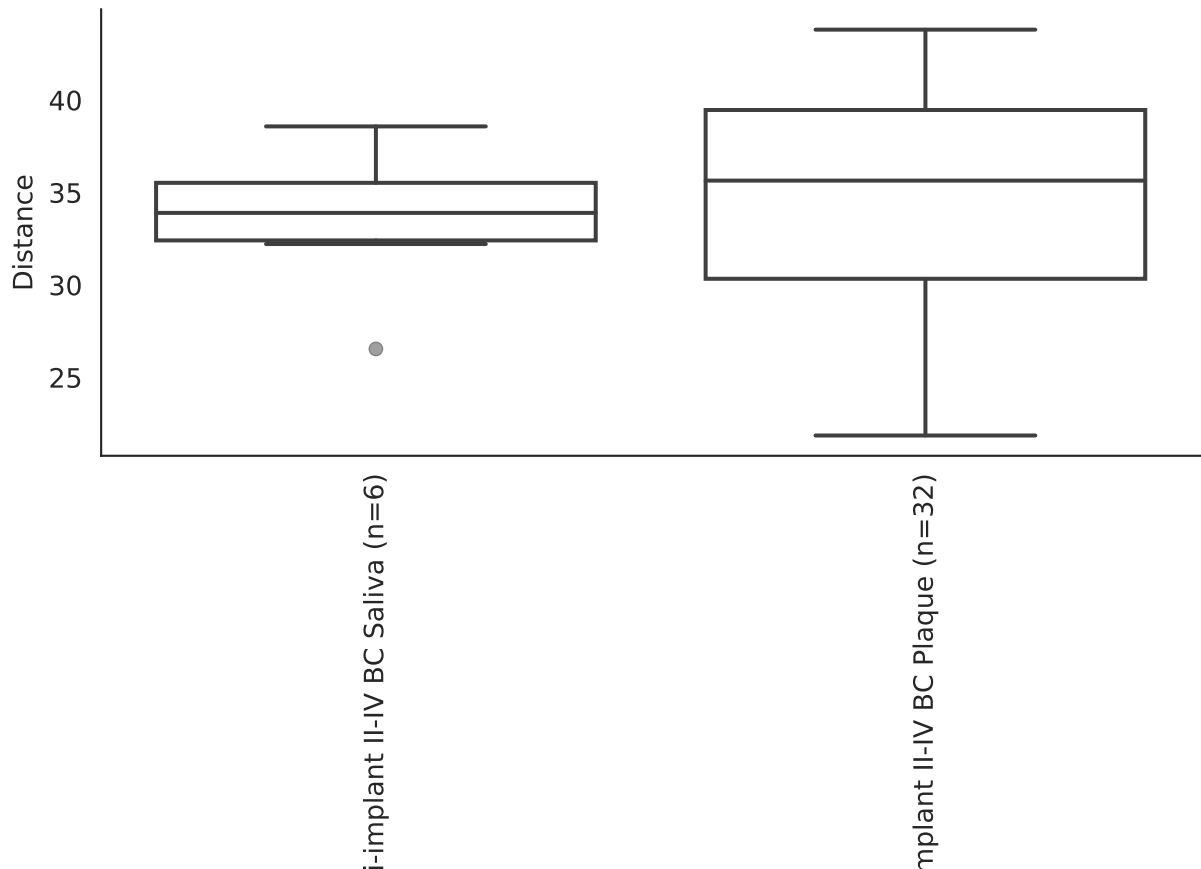 Distance
40
35
30
25
i-implant II-IV BC Saliva (n=6)
mplant II-IV BC Plaque (n=32)